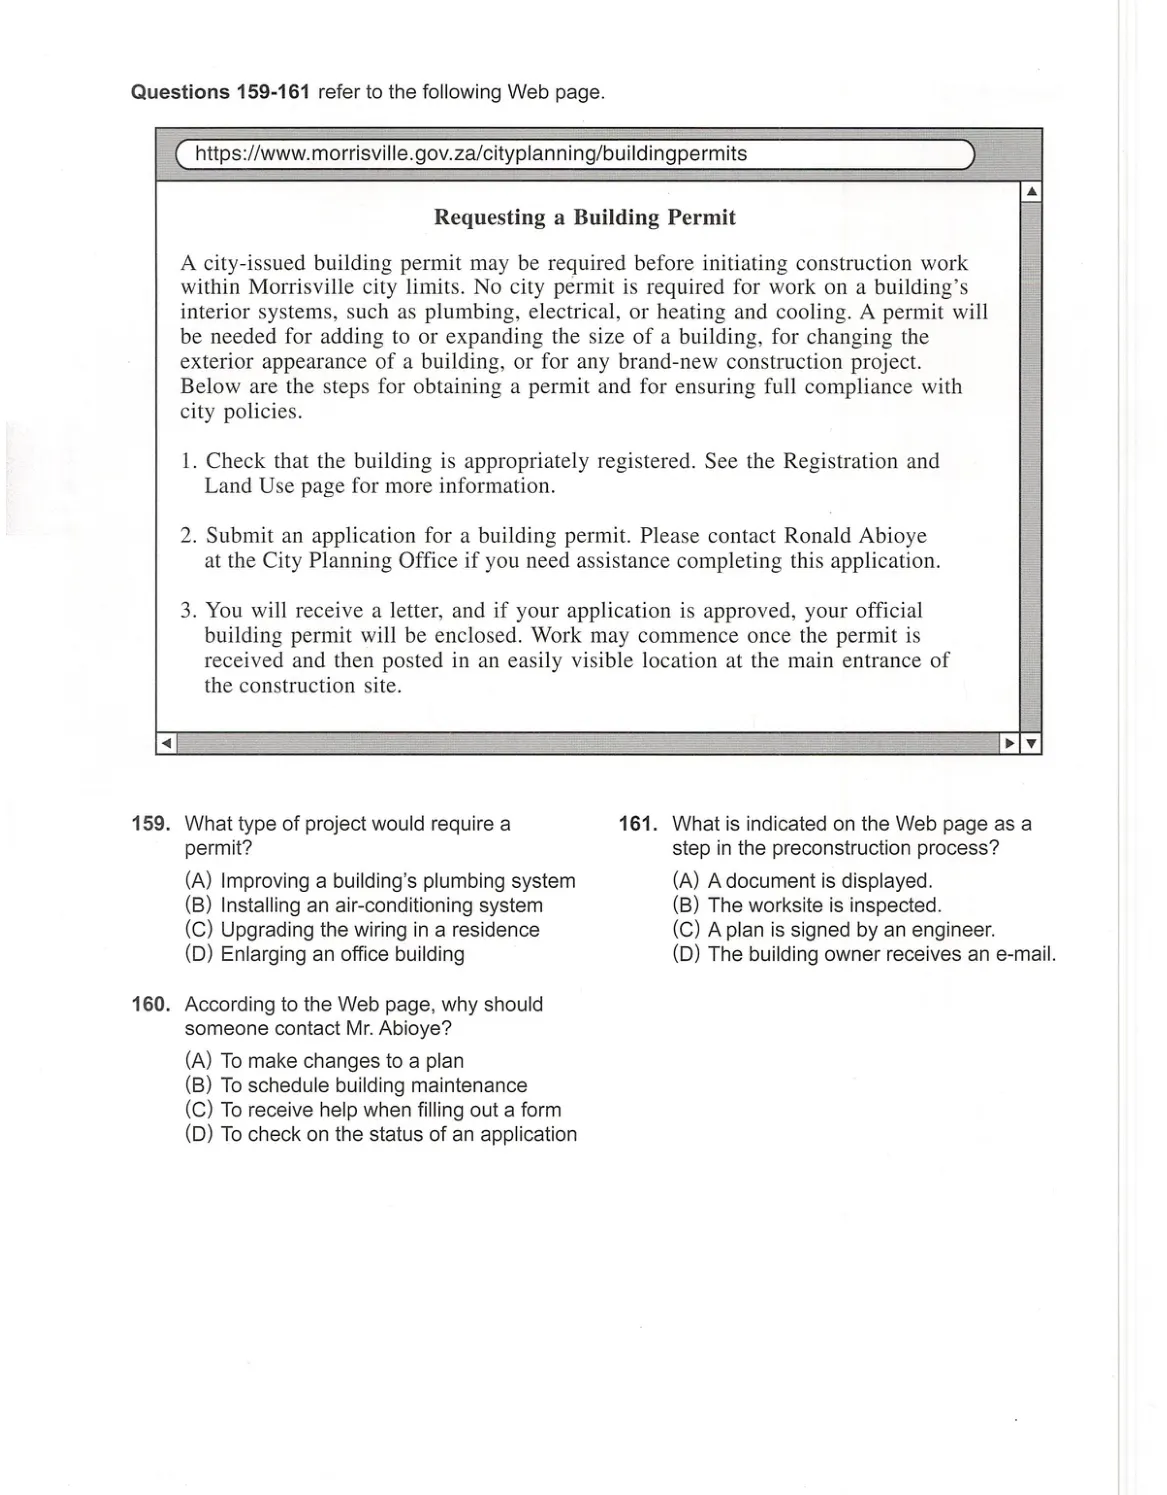 Questions 159-161 refer to the following Web page.
https://www.morrisville.gov.za/cityplanning/buildingpermits
Requesting a Building Permit
A city-issued building permit may be required before initiating construction work
within Morrisville city limits. No city permit is required for work on a building's
interior systems, such as plumbing, electrical, or heating and cooling. A permit will
be needed for adding to or expanding the size of a building, for changing the
exterior appearance of a building, or for any brand-new construction project.
Below are the steps for obtaining a permit and for ensuring full compliance with
city policies.
1. Check that the building is appropriately registered. See the Registration and
Land Use page for more information.
2. Submit an application for a building permit. Please contact Ronald Abioye
at the City Planning Office if you need assistance completing this application.
3. You will receive a letter, and if your application is approved, your official
building permit will be enclosed. Work may commence once the permit is
received and then posted in an easily visible location at the main entrance of
the construction site.
159. What type of project would require a
permit?
(A) Improving a building's plumbing system
(B) Installing an air-conditioning system
(C) Upgrading the wiring in a residence
(D) Enlarging an office building
160. According to the Web page, why should
someone contact Mr. Abioye?
(A) To make changes to a plan
(B) To schedule building maintenance
(C) To receive help when filling out a form
(D) To check on the status of an application
161. What is indicated on the Web page as a
step in the preconstruction process?
(A) A document is displayed.
(B) The worksite is inspected.
(C) A plan is signed by an engineer.
(D) The building owner receives an e-mail.